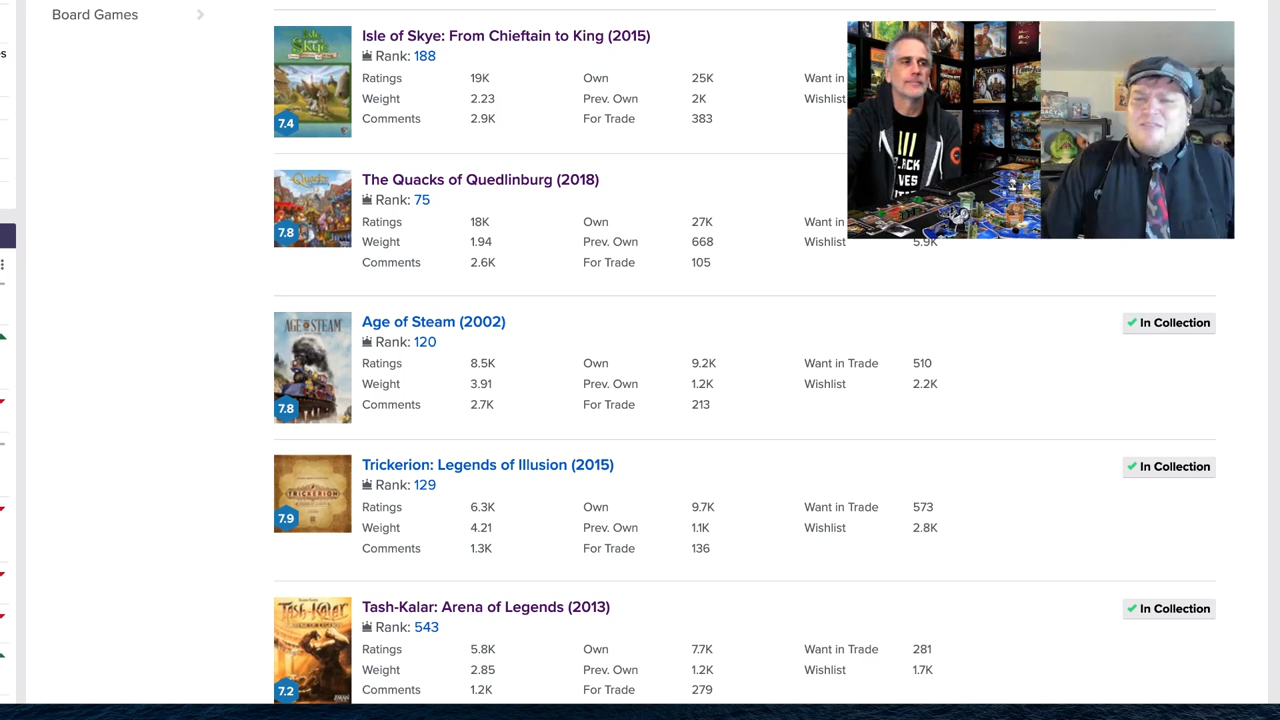 Board Games
Isle of Skye: From Chieftain to King (2015)
Rank: 188
Ratings 19K Own 25K Want in
Weight 2.23 Prev. Own 2K Wishlist
Comments 2.9K For Trade 383
7.4
The Quacks of Quedlinburg (2018)
Rank: 75
Ratings 18K Own 27K Want in
Weight 1.94 Prev. Own 668 Wishlist 5.9K
Comments 2.6K For Trade 105
7.8
Age of Steam (2002)
In Collection
Rank: 120
Ratings 8.5K Own 9.2K Want in Trade 510
Weight 3.91 Prev. Own 1.2K Wishlist 2.2K
Comments 2.7K For Trade 213
AGE OF STEAM
7.8
Trickerion: Legends of Illusion (2015)
In Collection
Rank: 129
Ratings 6.3K Own 9.7K Want in Trade 573
Weight 4.21 Prev. Own 1.1K Wishlist 2.8K
Comments 1.3K For Trade 136
TRICKERION
7.9
Tash-Kalar: Arena of Legends (2013)
In Collection
Rank: 543
Ratings 5.8K Own 7.7K Want in Trade 281
Weight 2.85 Prev. Own 1.2K Wishlist 1.7K
Comments 1.2K For Trade 279
Tash-Kalar
7.2